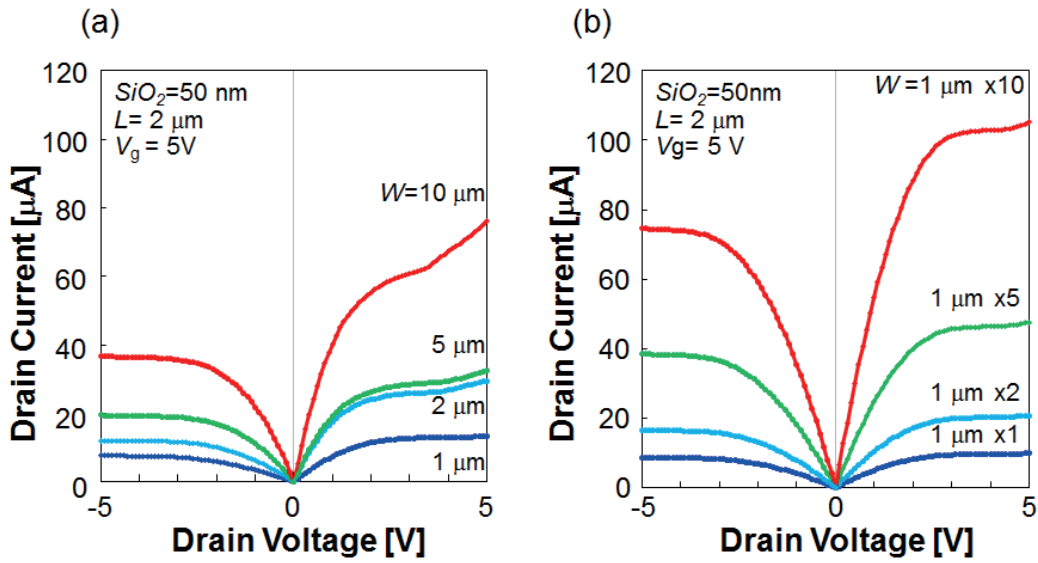 (a)
SiO2=50 nm
L= 2 μm
Vg = 5V
W=10 μm
5 μm
2 μm
1 μm
120
100
80
60
40
20
0
-5
0
5
Drain Current [μA]
Drain Voltage [V]
(b)
SiO2=50nm
L= 2 μm
Vg= 5 V
W =1 μm x10
1 μm x5
1 μm x2
1 μm x1
120
100
80
60
40
20
0
-5
0
5
Drain Current [μA]
Drain Voltage [V]